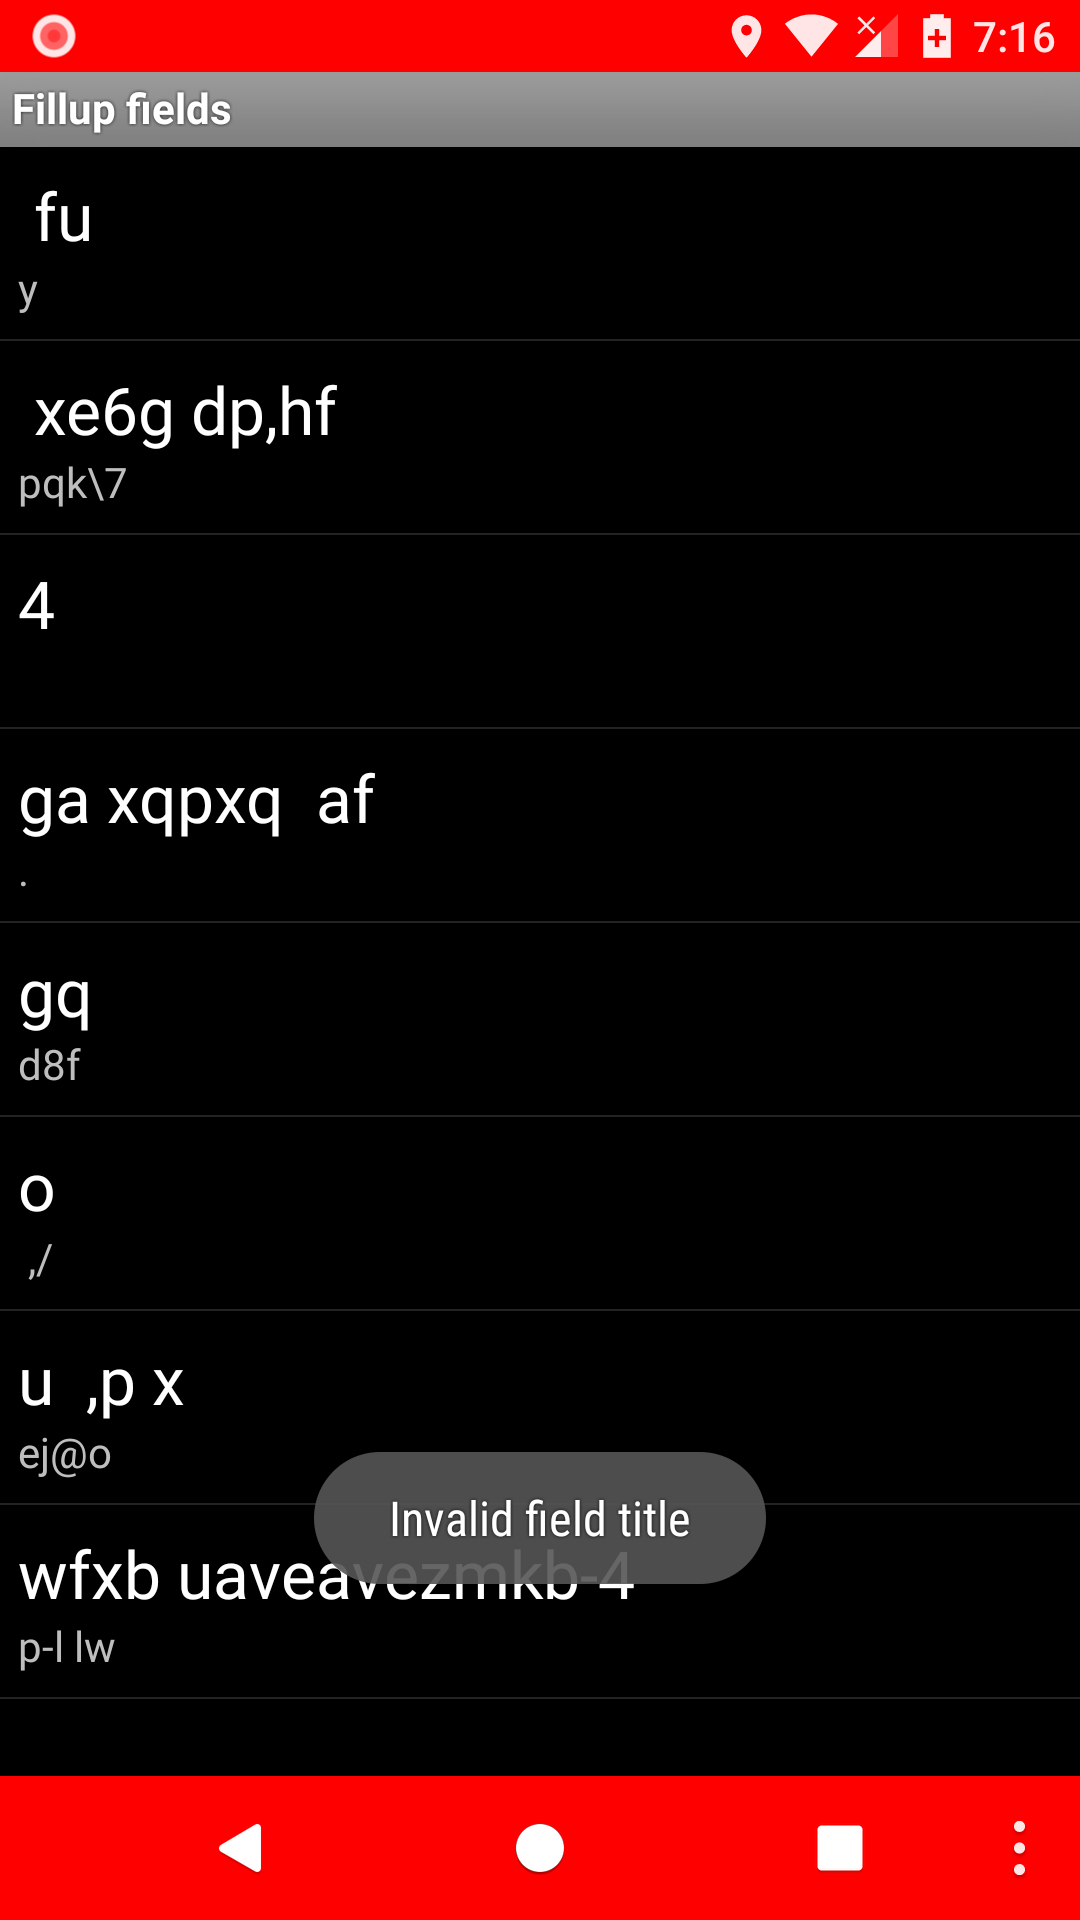 7:16
Fillup fields
fu
y
xe6g dp,hf
pqk\7
4
ga xqpxq  af
.
gq
d8f
o
,/
u  ,p x
ej@o
Invalid field title
wfxb uaveavezmkb-4
p-l lw